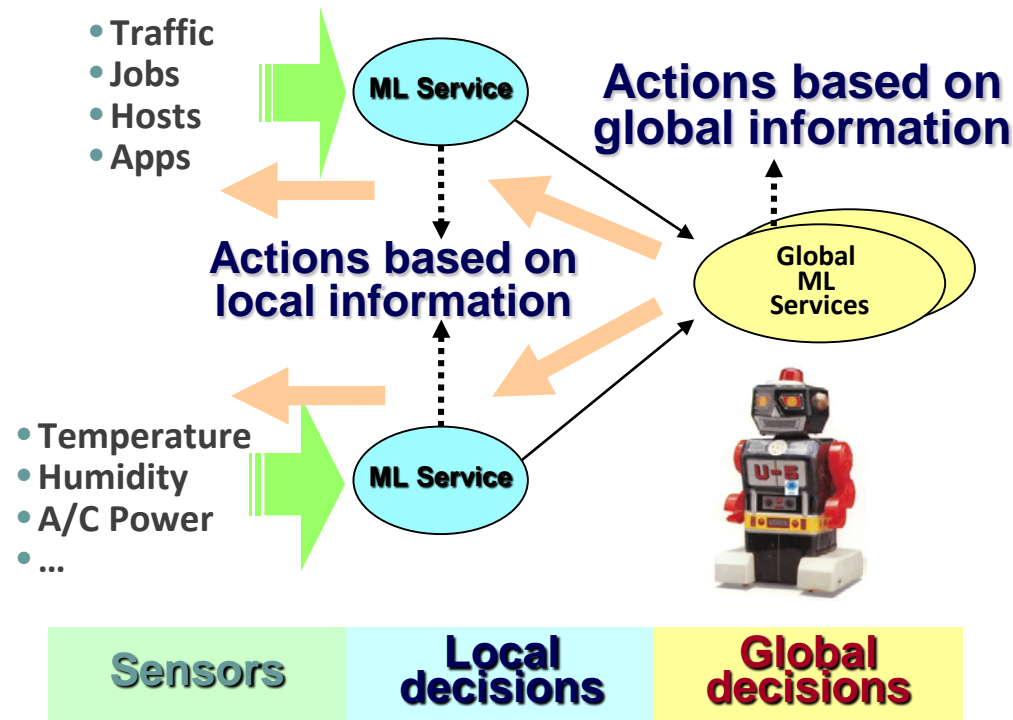 • Traffic
• Jobs
• Hosts
• Apps
ML Service
Actions based on
global information
Actions based on
local information
Global
ML
Services
• Temperature
• Humidity
• A/C Power
• ...
ML Service
U-5
Sensors
Local
decisions
Global
decisions